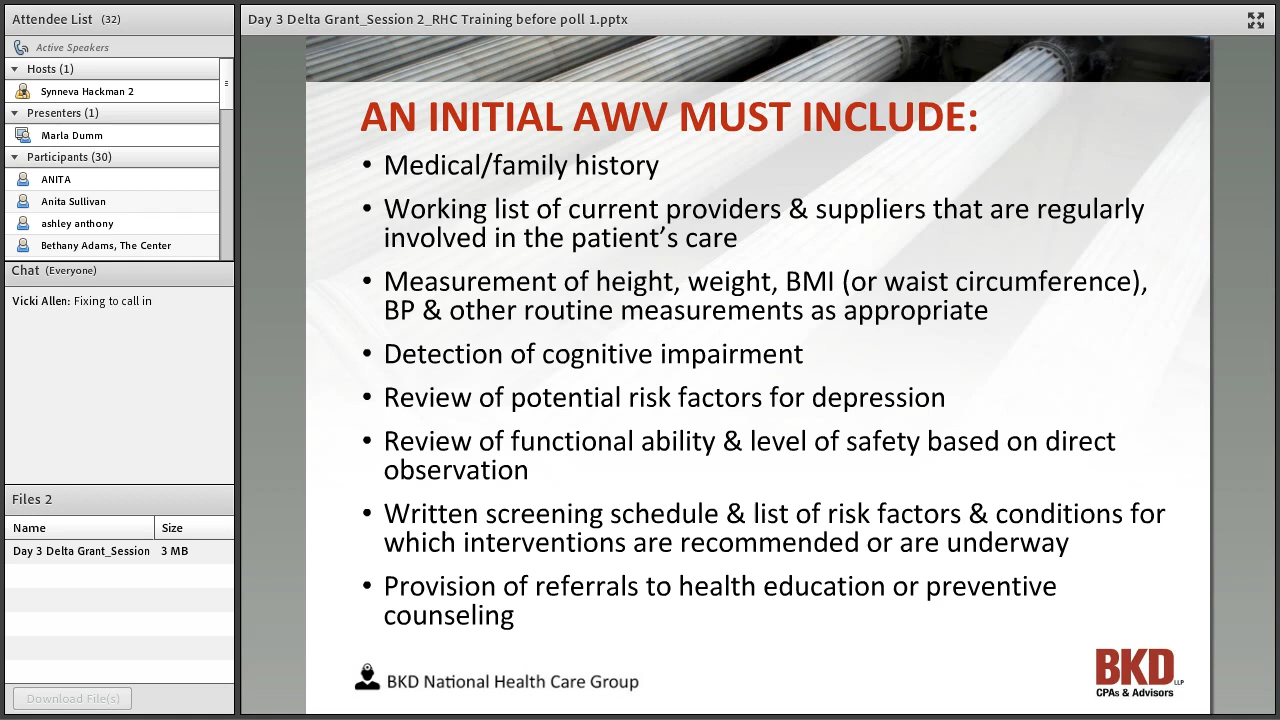 Attendee List (32)
Active Speakers
Hosts (1)
Synneva Hackman 2
Presenters (1)
Marla Dumm
Participants (30)
ANITA
Anita Sullivan
ashley anthony
Bethany Adams, The Center
Chat (Everyone)
Vicki Allen: Fixing to call in
Files 2
Name Size
Day 3 Delta Grant_Session 3 MB
Download File(s)
Day 3 Delta Grant_Session 2_RHC Training before poll 1.pptx
AN INITIAL AWV MUST INCLUDE:
• Medical/family history
• Working list of current providers & suppliers that are regularly
involved in the patient’s care
• Measurement of height, weight, BMI (or waist circumference),
BP & other routine measurements as appropriate
• Detection of cognitive impairment
• Review of potential risk factors for depression
• Review of functional ability & level of safety based on direct
observation
• Written screening schedule & list of risk factors & conditions for
which interventions are recommended or are underway
• Provision of referrals to health education or preventive
counseling
BKD National Health Care Group
BKD LLP
CPAs & Advisors